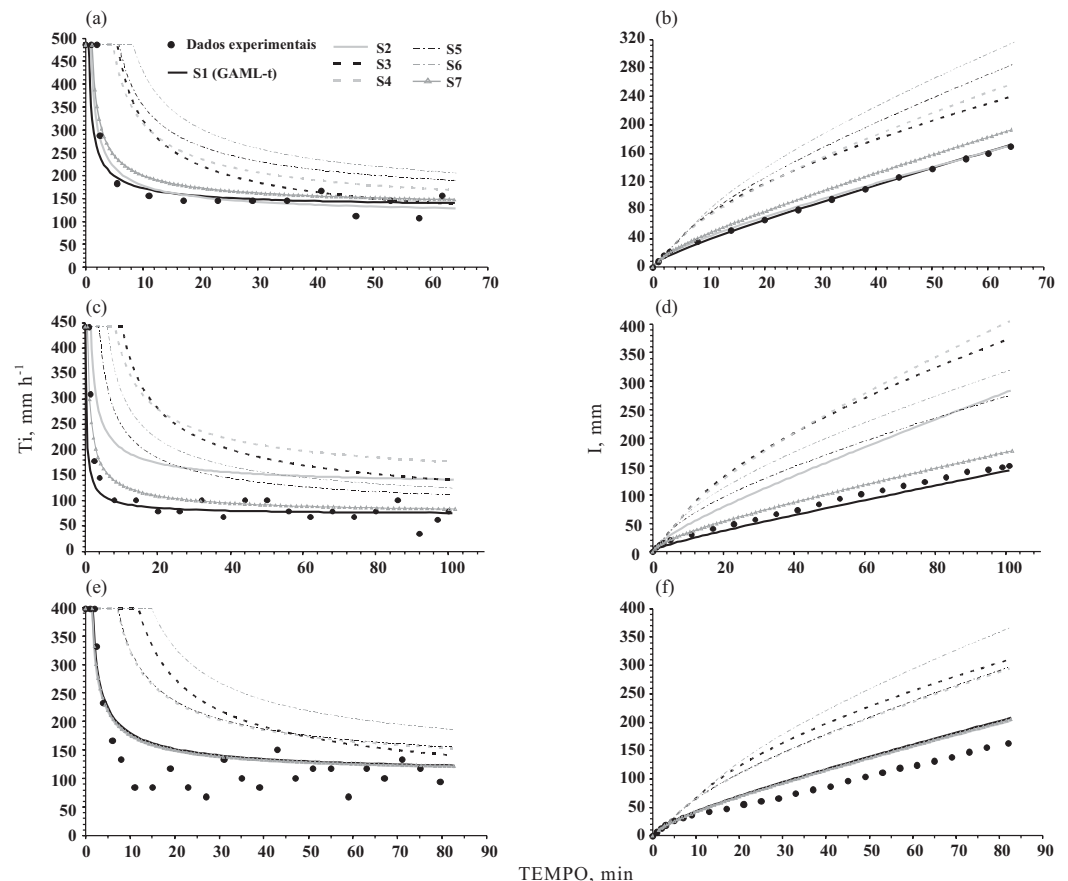 (a)
500
450
400
350
300
250
200
150
100
50
0
Dados experimentais
S1 (GAML-t)
S2
S3
S4
S5
S6
S7
0 10 20 30 40 50 60 70
(b)
320
280
240
200
160
120
80
40
0
0 10 20 30 40 50 60 70
(c)
450
400
350
300
250
200
150
100
50
0
0 20 40 60 80 100
Ti, mm h-1
(d)
400
350
300
250
200
150
100
50
0
0 20 40 60 80 100
I, mm
(e)
400
350
300
250
200
150
100
50
0
0 10 20 30 40 50 60 70 80 90
(f)
400
350
300
250
200
150
100
50
0
0 10 20 30 40 50 60 70 80 90
TEMPO, min